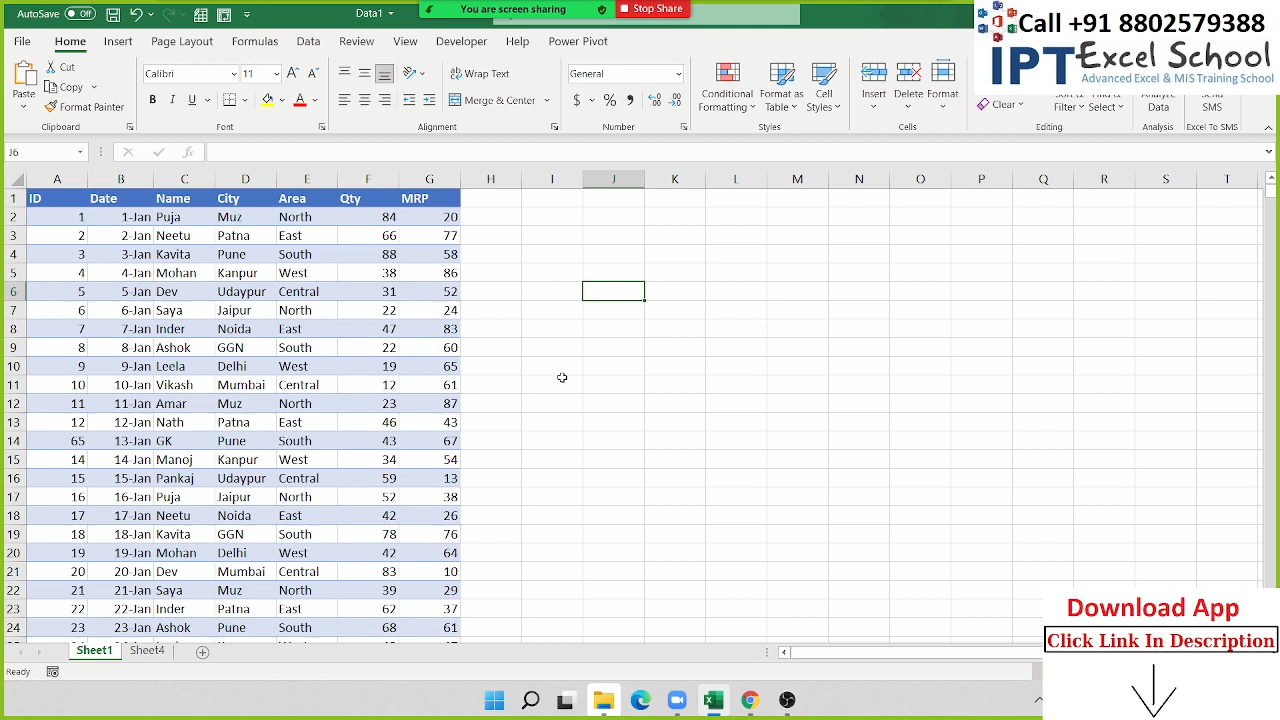 AutoSave Off Data1 You are screen sharing Stop Share
Call +91 8802579388
IPT Excel School
Advanced Excel & MIS Training School
File Home Insert Page Layout Formulas Data Review View Developer Help Power Pivot
Cut
Copy
Format Painter
Paste
Calibri 11
B I U
Wrap Text
Merge & Center
General
$ % ,
Conditional Formatting
Format as Table
Cell Styles
Insert Delete Format
Clear
Filter Select
Data
SMS
Clipboard Font Alignment Number Styles Cells Editing Analysis Excel To SMS
J6 fx
A B C D E F G H I J K L M N O P Q R S T
1 ID Date Name City Area Qty MRP
2 1 1-Jan Puja Muz North 84 20
3 2 2-Jan Neetu Patna East 66 77
4 3 3-Jan Kavita Pune South 88 58
5 4 4-Jan Mohan Kanpur West 38 86
6 5 5-Jan Dev Udaypur Central 31 52
7 6 6-Jan Saya Jaipur North 22 24
8 7 7-Jan Inder Noida East 47 83
9 8 8-Jan Ashok GGN South 22 60
10 9 9-Jan Leela Delhi West 19 65
11 10 10-Jan Vikash Mumbai Central 12 61
12 11 11-Jan Amar Muz North 23 87
13 12 12-Jan Nath Patna East 46 43
14 65 13-Jan GK Pune South 43 67
15 14 14-Jan Manoj Kanpur West 34 54
16 15 15-Jan Pankaj Udaypur Central 59 13
17 16 16-Jan Puja Jaipur North 52 38
18 17 17-Jan Neetu Noida East 42 26
19 18 18-Jan Kavita GGN South 78 76
20 19 19-Jan Mohan Delhi West 42 64
21 20 20-Jan Dev Mumbai Central 83 10
22 21 21-Jan Saya Muz North 39 29
23 22 22-Jan Inder Patna East 62 37
24 23 23-Jan Ashok Pune South 68 61
Sheet1 Sheet4
Ready
Download App
Click Link In Description